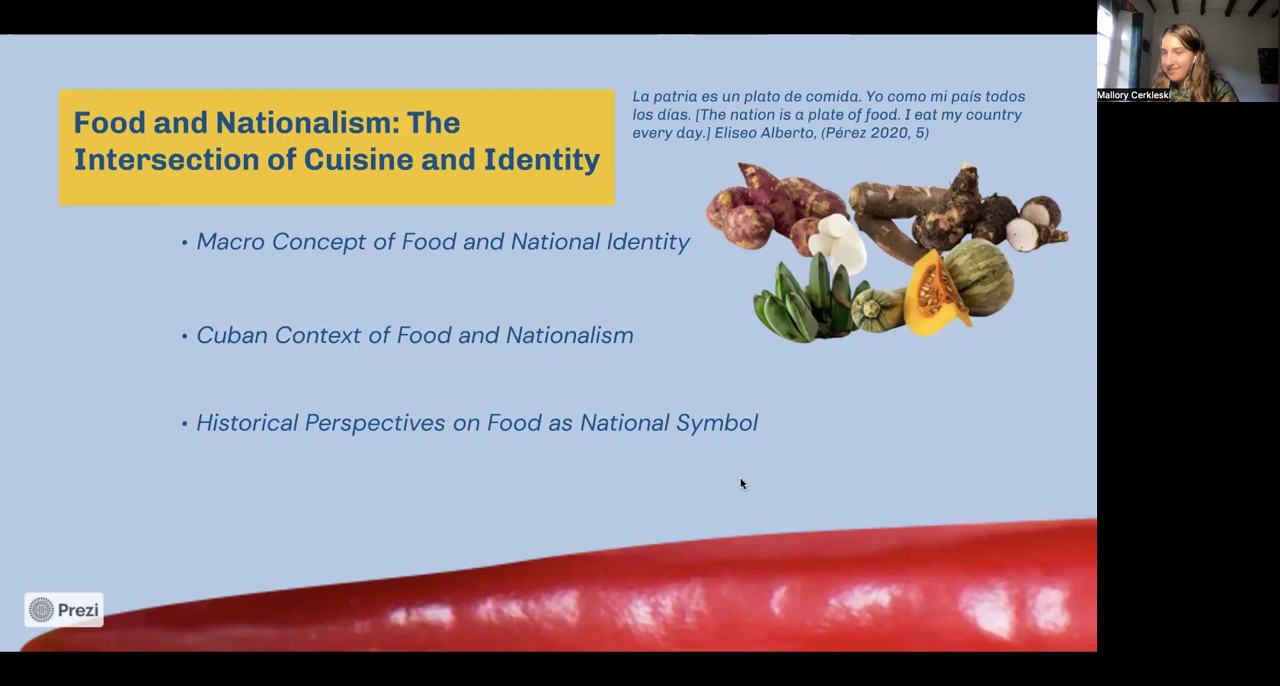 Food and Nationalism: The
Intersection of Cuisine and Identity
La patria es un plato de comida. Yo como mi país todos
los días. [The nation is a plate of food. I eat my country
every day.] Eliseo Alberto, (Pérez 2020, 5)
• Macro Concept of Food and National Identity
• Cuban Context of Food and Nationalism
• Historical Perspectives on Food as National Symbol
Prezi
Mallory Cerkleski